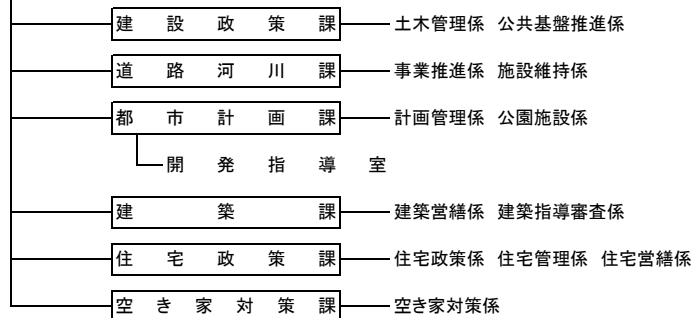 建設政策課 土木管理係 公共基盤推進係
道路河川課 事業推進係 施設維持係
都市計画課 計画管理係 公園施設係
開発指導室
建築課 建築営繕係 建築指導審査係
住宅政策課 住宅政策係 住宅管理係 住宅営繕係
空き家対策課 空き家対策係